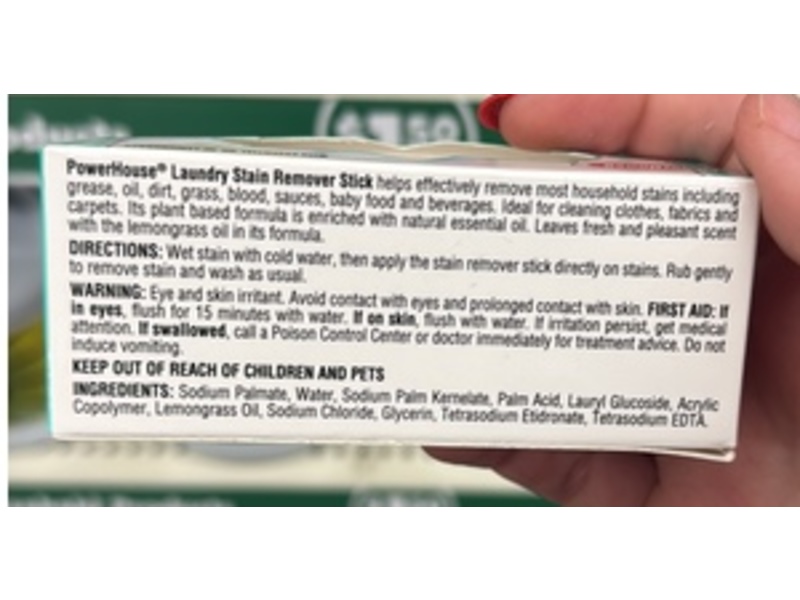 $1.50
PowerHouse® Laundry Stain Remover Stick helps effectively remove most household stains including
grease, oil, dirt, grass, blood, sauces, baby food and beverages. Ideal for cleaning clothes, fabrics and
carpets. Its plant based formula is enriched with natural essential oil. Leaves fresh and pleasant scent
with the lemongrass oil in its formula.
DIRECTIONS: Wet stain with cold water, then apply the stain remover stick directly on stains. Rub gently
to remove stain and wash as usual.
WARNING: Eye and skin irritant. Avoid contact with eyes and prolonged contact with skin. FIRST AID: If
in eyes, flush for 15 minutes with water. If on skin, flush with water. If irritation persist, get medical
attention. If swallowed, call a Poison Control Center or doctor immediately for treatment advice. Do not
induce vomiting.
KEEP OUT OF REACH OF CHILDREN AND PETS
INGREDIENTS: Sodium Palmate, Water, Sodium Palm Kernelate, Palm Acid, Lauryl Glucoside, Acrylic
Copolymer, Lemongrass Oil, Sodium Chloride, Glycerin, Tetrasodium Etidronate, Tetrasodium EDTA.
Products